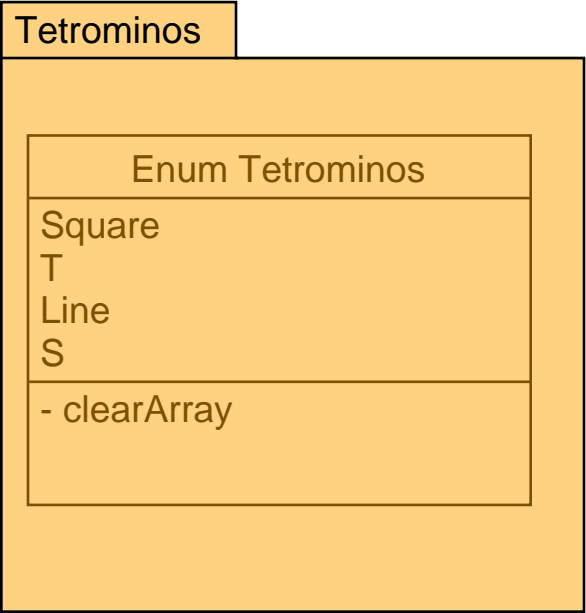 Tetrominos
Enum Tetrominos
Square
T
Line
S
- clearArray